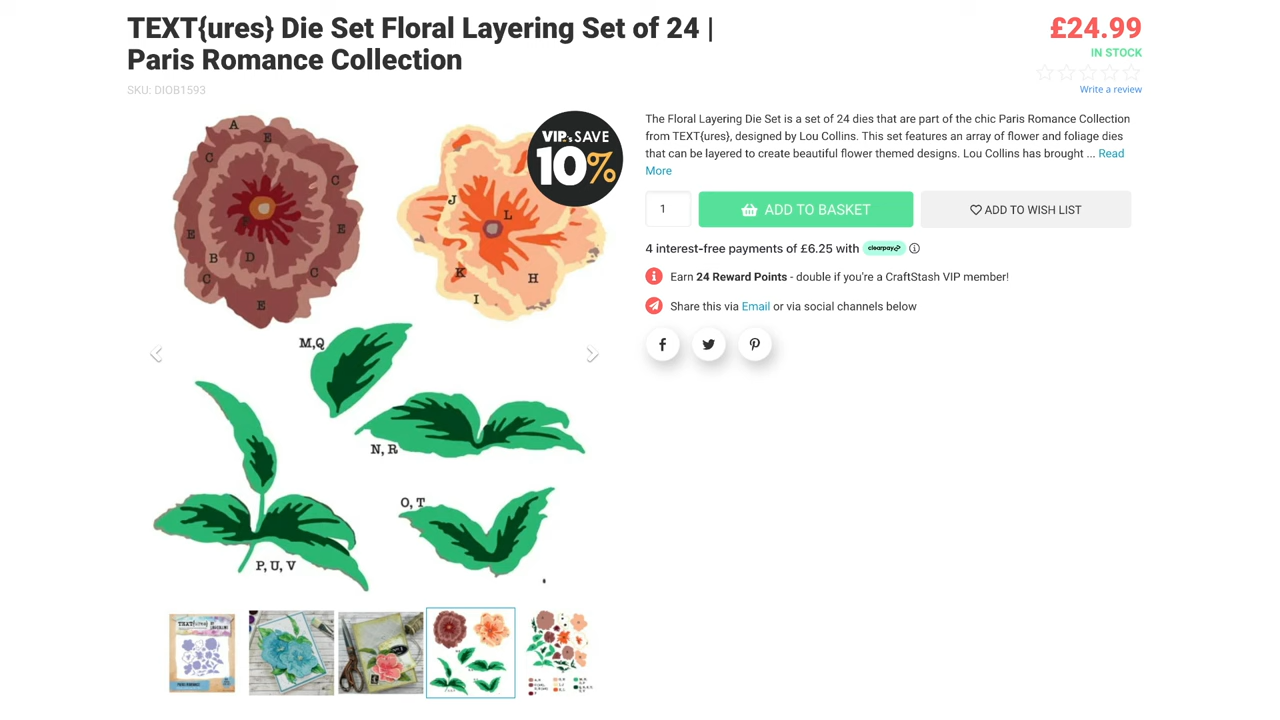 TEXT{ures} Die Set Floral Layering Set of 24 |
Paris Romance Collection
SKU: DIOB1593
£24.99
IN STOCK
Write a review
A
E
C
C
E
E
B
D
C
C
E
VIP's SAVE
10%
J
L
K
H
I
M,Q
N, R
O, T
P, U, V
The Floral Layering Die Set is a set of 24 dies that are part of the chic Paris Romance Collection
from TEXT{ures}, designed by Lou Collins. This set features an array of flower and foliage dies
that can be layered to create beautiful flower themed designs. Lou Collins has brought ... Read
More
1
ADD TO BASKET
ADD TO WISH LIST
4 interest-free payments of £6.25 with clearpay
Earn 24 Reward Points - double if you're a CraftStash VIP member!
Share this via Email or via social channels below
TEXT{ures}